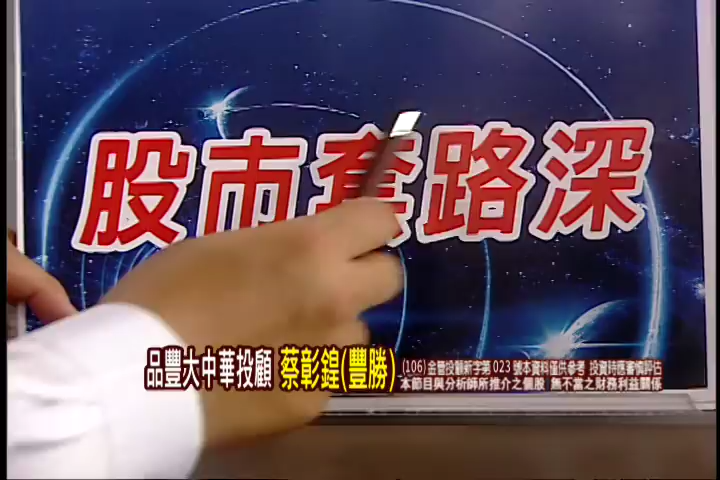 股市套路深
品豐大中華投顧 蔡彰鍠(豐勝)
(106)金管投顧新字第023號本資料僅供參考 投資時應審慎評估
本節目與分析師所推介之個股 無不當之財務利益關係